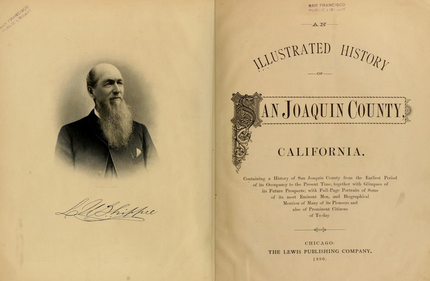 SAN FRANCISCO
AN
ILLUSTRATED HISTORY
OF
SAN JOAQUIN COUNTY,
CALIFORNIA.
Containing a History of San Joaquin County from the Earliest Period
of its Occupancy to the Present Time, together with Glimpses of
its Future Prospects; with Full-Page Portraits of Some
of its most Eminent Men, and Biographical
Mention of Many of its Pioneers and
also of Prominent Citizens
of To-day
CHICAGO:
THE LEWIS PUBLISHING COMPANY,
1890.